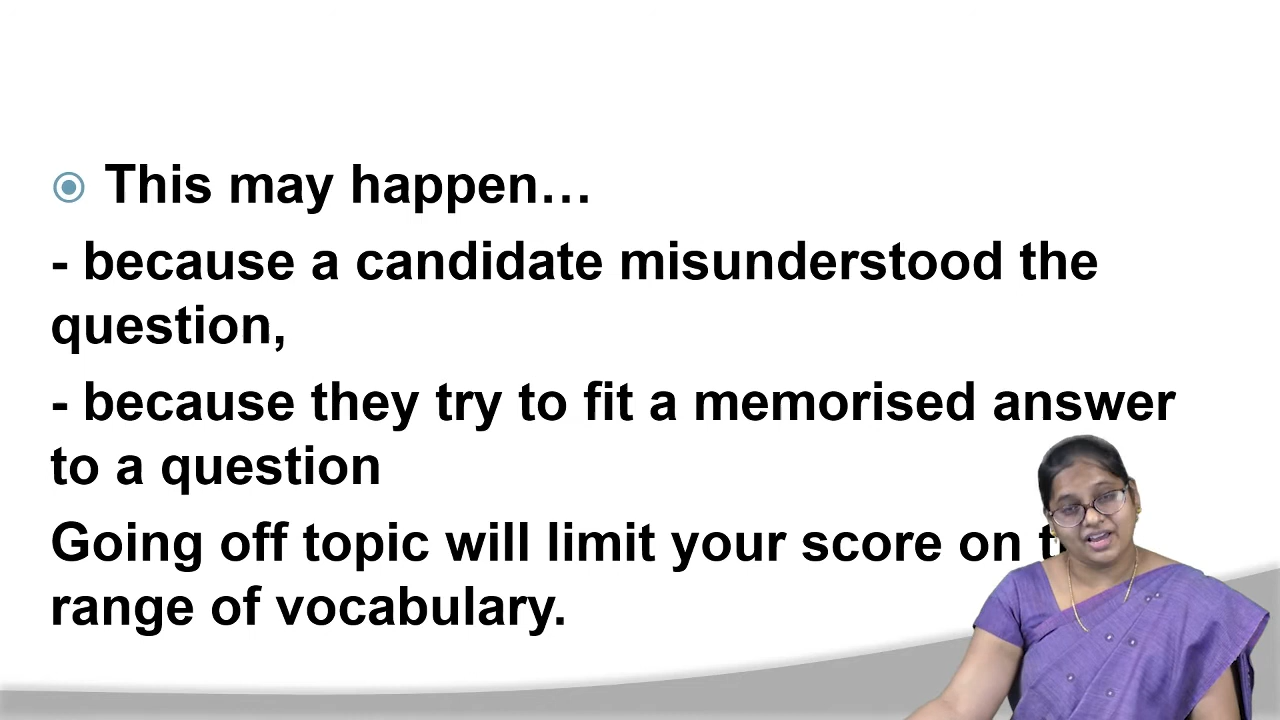 This may happen…
- because a candidate misunderstood the
question,
- because they try to fit a memorised answer
to a question
Going off topic will limit your score on
range of vocabulary.